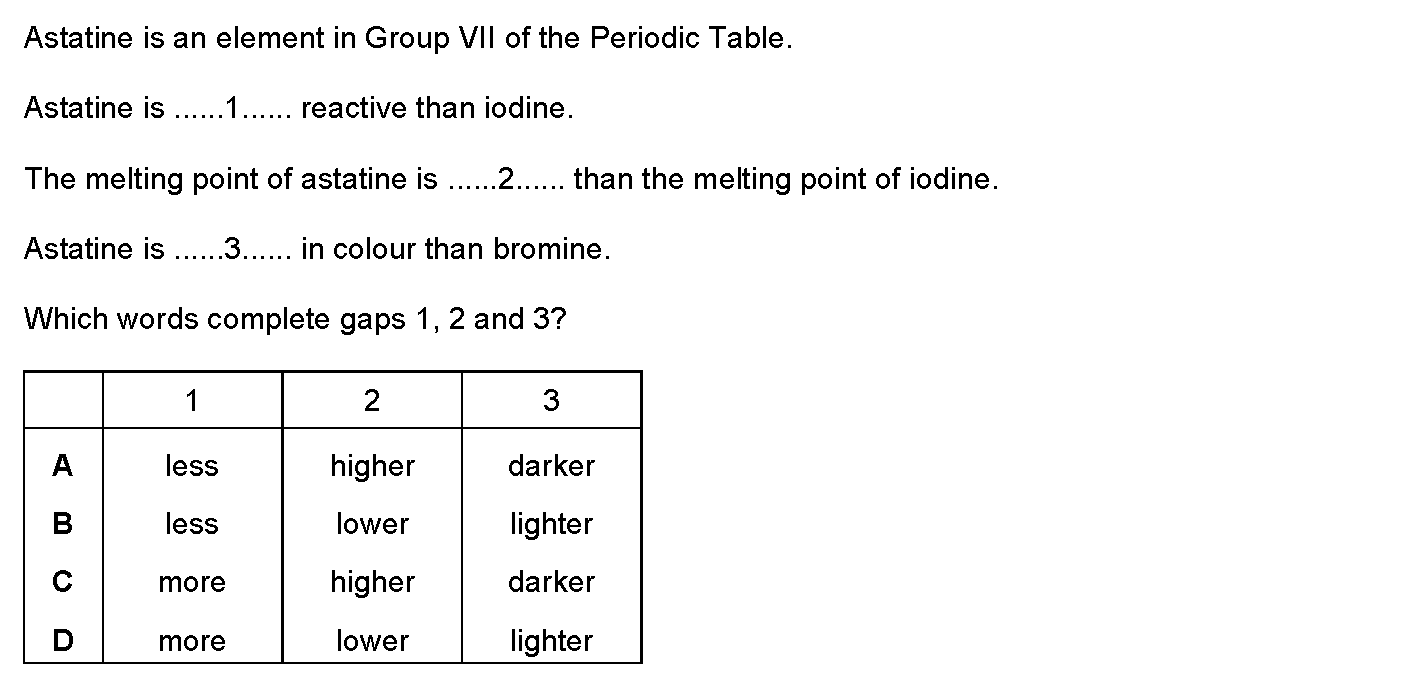 Astatine is an element in Group VII of the Periodic Table.
Astatine is ......1...... reactive than iodine.
The melting point of astatine is ......2...... than the melting point of iodine.
Astatine is ......3...... in colour than bromine.
Which words complete gaps 1, 2 and 3?
1 2 3
A less higher darker
B less lower lighter
C more higher darker
D more lower lighter